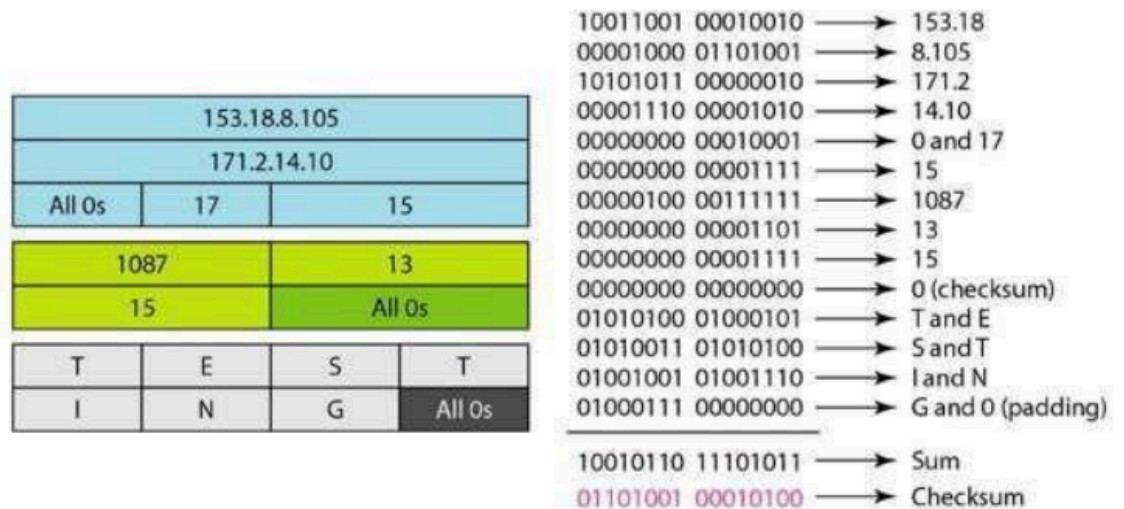 153.18.8.105
171.2.14.10
All 0s 17 15
1087 13
15 All 0s
T E S T
I N G All 0s
10011001 00010010 → 153.18
00001000 01101001 → 8.105
10101011 00000010 → 171.2
00001110 00001010 → 14.10
00000000 00010001 → 0 and 17
00000000 00001111 → 15
00000100 00111111 → 1087
00000000 00001101 → 13
00000000 00001111 → 15
00000000 00000000 → 0 (checksum)
01010100 01000101 → T and E
01010011 01010100 → S and T
01001001 01001110 → I and N
01000111 00000000 → G and 0 (padding)
10010110 11101011 → Sum
01101001 00010100 → Checksum